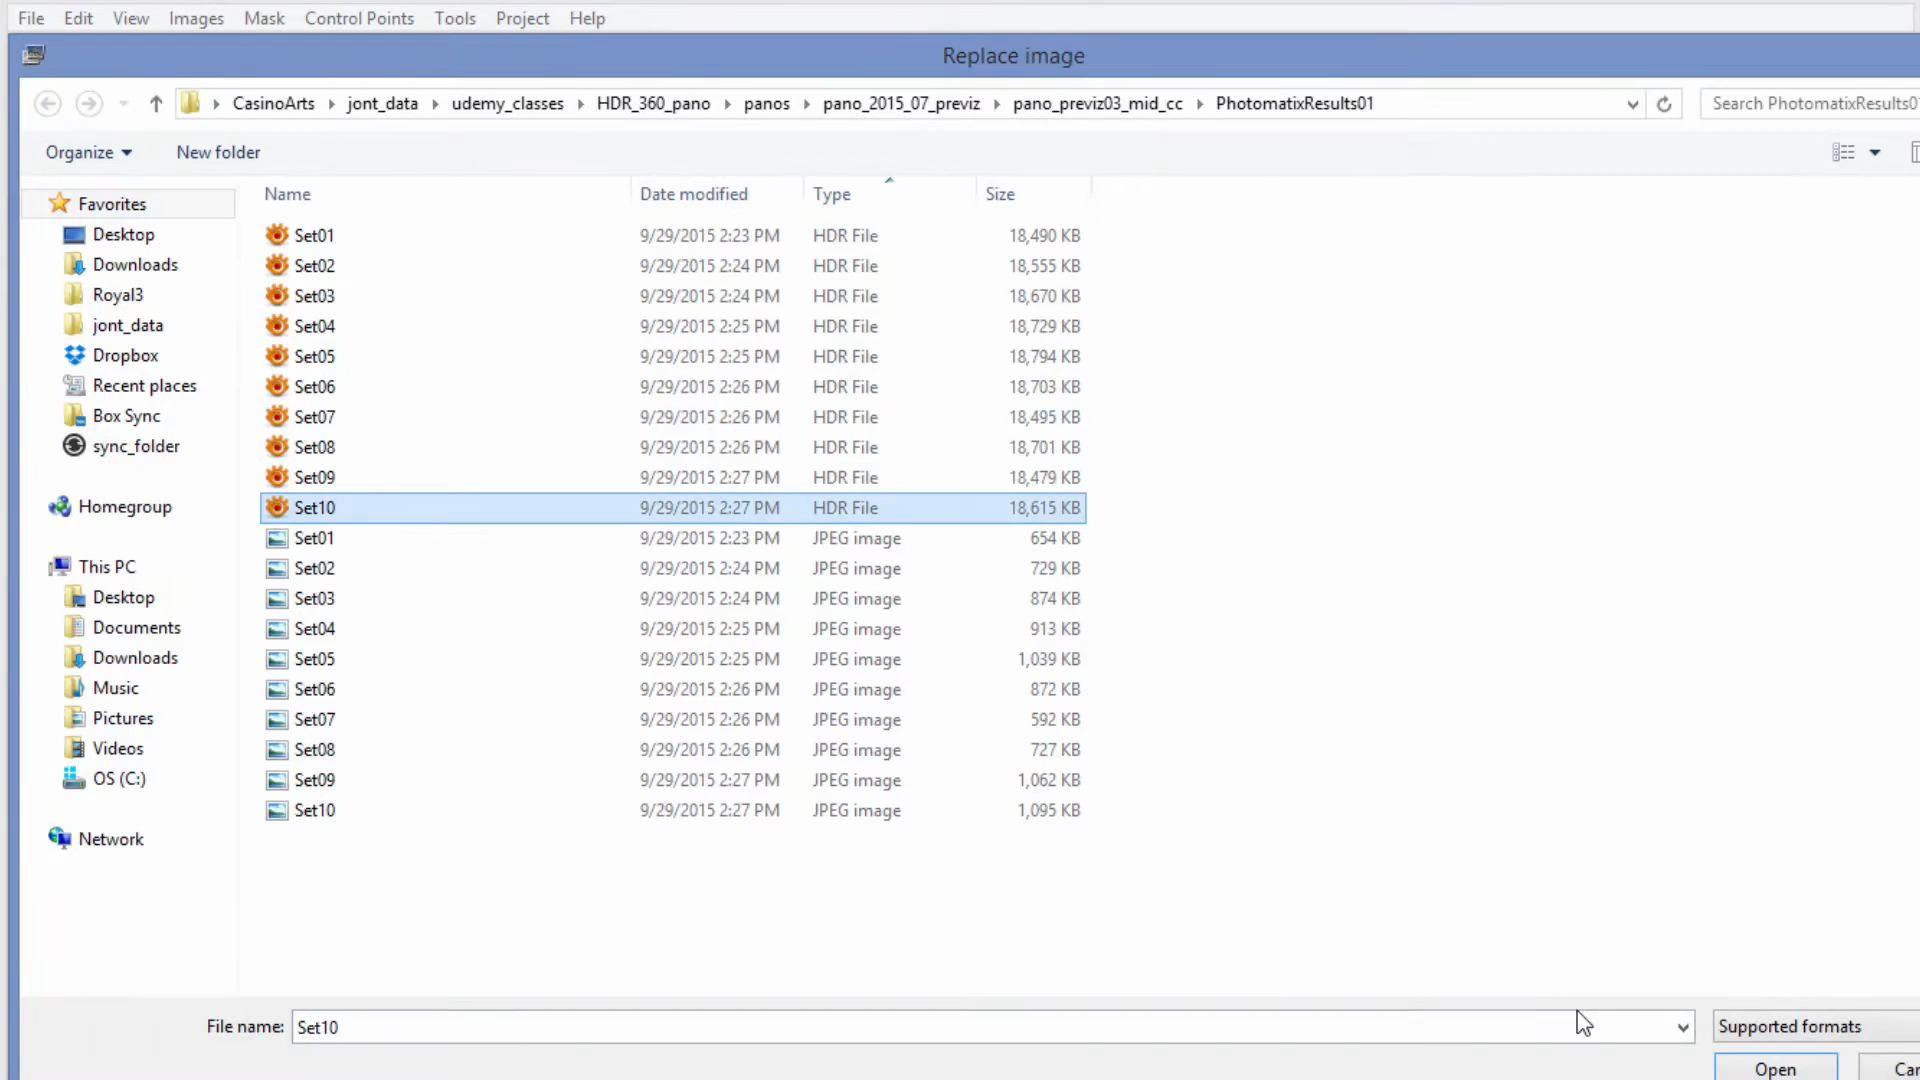 File Edit View Images Mask Control Points Tools Project Help
Replace image
CasinoArts jont_data udemy_classes HDR_360_pano panos pano_2015_07_previz pano_previz03_mid_cc PhotomatixResults01 Search PhotomatixResults0
Organize New folder
Name Date modified Type Size
Favorites
Desktop
Downloads
Royal3
jont_data
Dropbox
Recent places
Box Sync
sync_folder
Homegroup
This PC
Desktop
Documents
Downloads
Music
Pictures
Videos
OS (C:)
Network
Set01 9/29/2015 2:23 PM HDR File 18,490 KB
Set02 9/29/2015 2:24 PM HDR File 18,555 KB
Set03 9/29/2015 2:24 PM HDR File 18,670 KB
Set04 9/29/2015 2:25 PM HDR File 18,729 KB
Set05 9/29/2015 2:25 PM HDR File 18,794 KB
Set06 9/29/2015 2:26 PM HDR File 18,703 KB
Set07 9/29/2015 2:26 PM HDR File 18,495 KB
Set08 9/29/2015 2:26 PM HDR File 18,701 KB
Set09 9/29/2015 2:27 PM HDR File 18,479 KB
Set10 9/29/2015 2:27 PM HDR File 18,615 KB
Set01 9/29/2015 2:23 PM JPEG image 654 KB
Set02 9/29/2015 2:24 PM JPEG image 729 KB
Set03 9/29/2015 2:24 PM JPEG image 874 KB
Set04 9/29/2015 2:25 PM JPEG image 913 KB
Set05 9/29/2015 2:25 PM JPEG image 1,039 KB
Set06 9/29/2015 2:26 PM JPEG image 872 KB
Set07 9/29/2015 2:26 PM JPEG image 592 KB
Set08 9/29/2015 2:26 PM JPEG image 727 KB
Set09 9/29/2015 2:27 PM JPEG image 1,062 KB
Set10 9/29/2015 2:27 PM JPEG image 1,095 KB
File name: Set10 Supported formats
Open